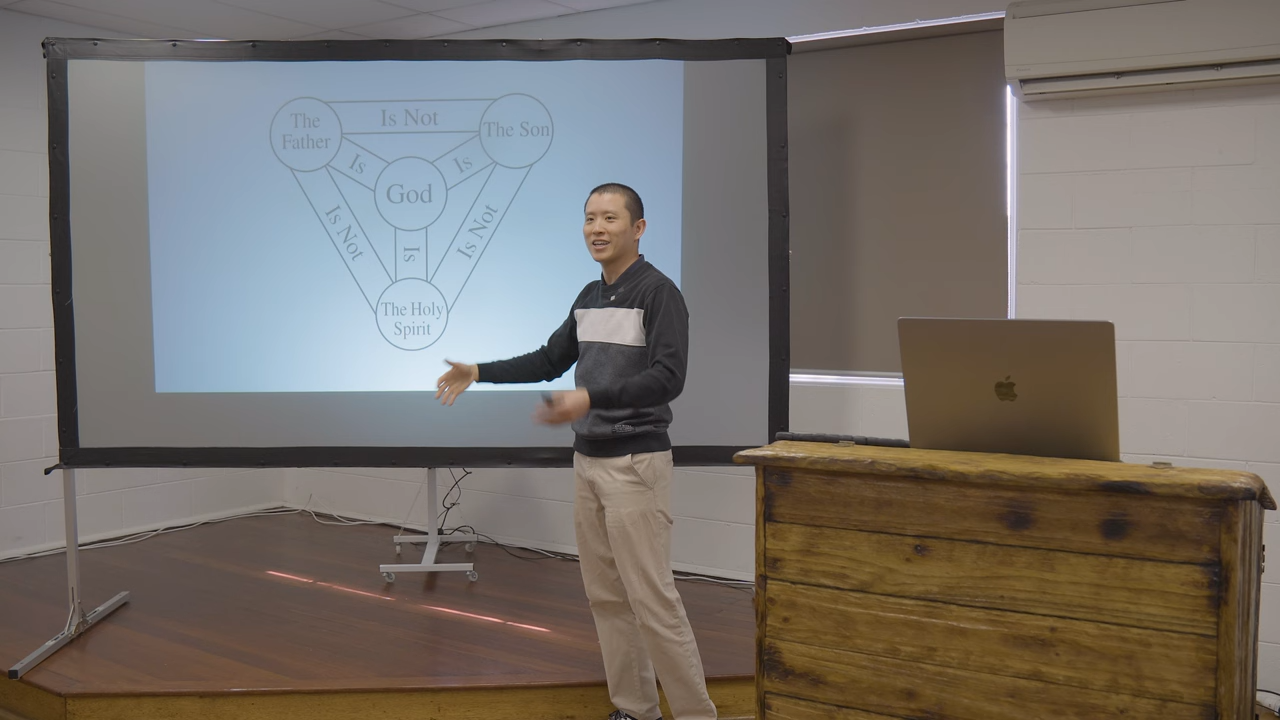 The
Father
Is Not
The Son
Is
Is
God
Is Not
Is
Is Not
The Holy
Spirit